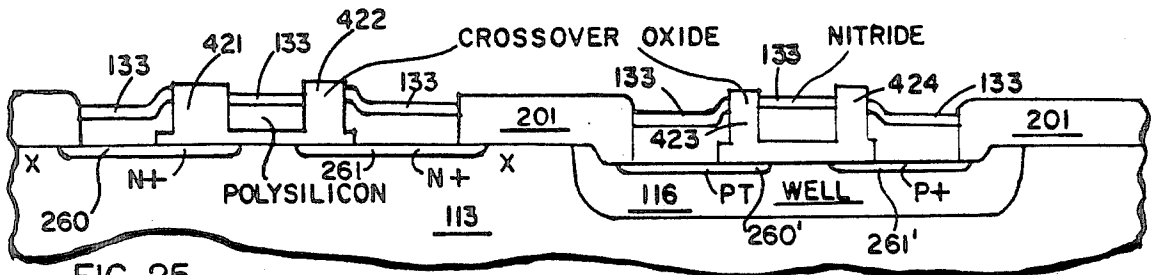 421
133
422
CROSSOVER OXIDE
NITRIDE
133
133
133
133
424
133
201
423
201
X
N+
POLYSILICON
261
N+
X
116
PT
WELL
P+
260
113
260'
261'
FIG. 25